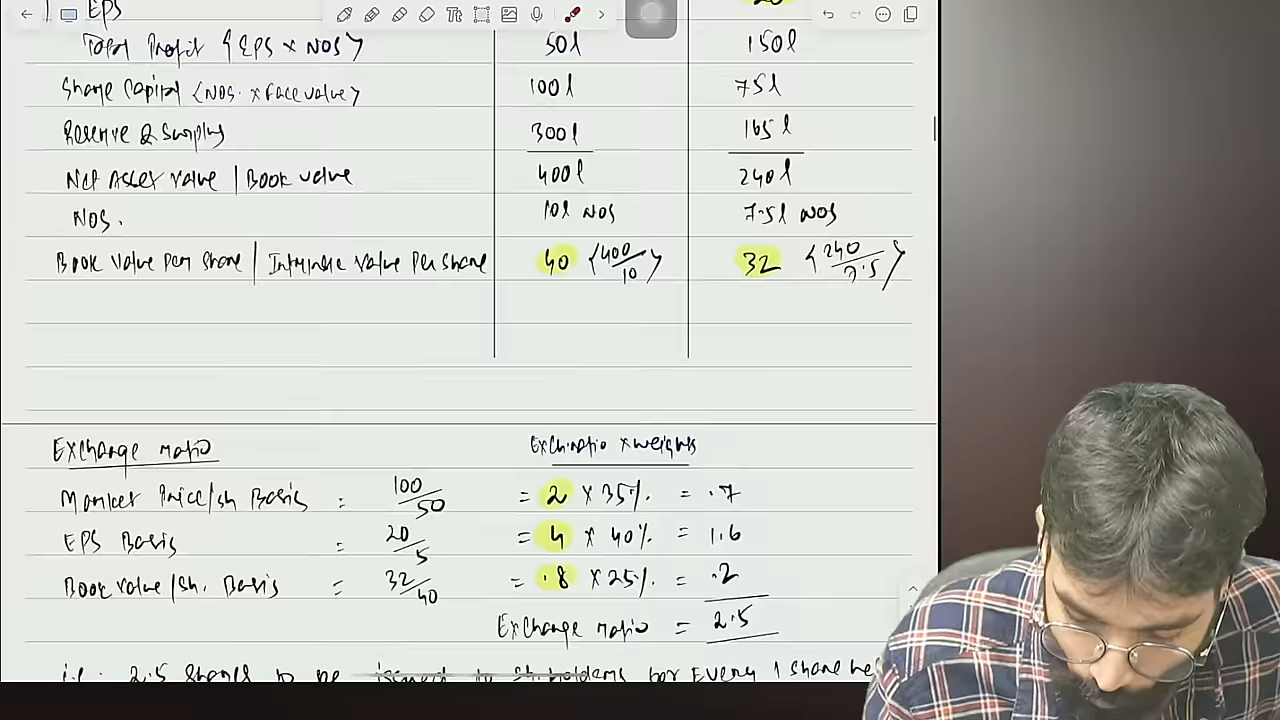 EPS 20
Total Profit {EPS x NOS} 50l 150l
Share Capital {NOS. x Face value} 100l 75l
Reserve & Surplus 300l 165l
Net Asset Value / Book value 400l 240l
NOS. 10l NOS 7.5l NOS
Book Value Per Share / Intrinsic Value Per Share 40 {400/10} 32 {240/7.5}
Exchange ratio Exch. ratio x weights
Market Price/sh Basis = 100/50 = 2 x 35% = .7
EPS Basis = 20/5 = 4 x 40% = 1.6
Book value/Sh. Basis = 32/40 = .8 x 25% = .2
Exchange ratio = 2.5
i.e. 2.5 shares to be issued to sh.holders for every 1 share